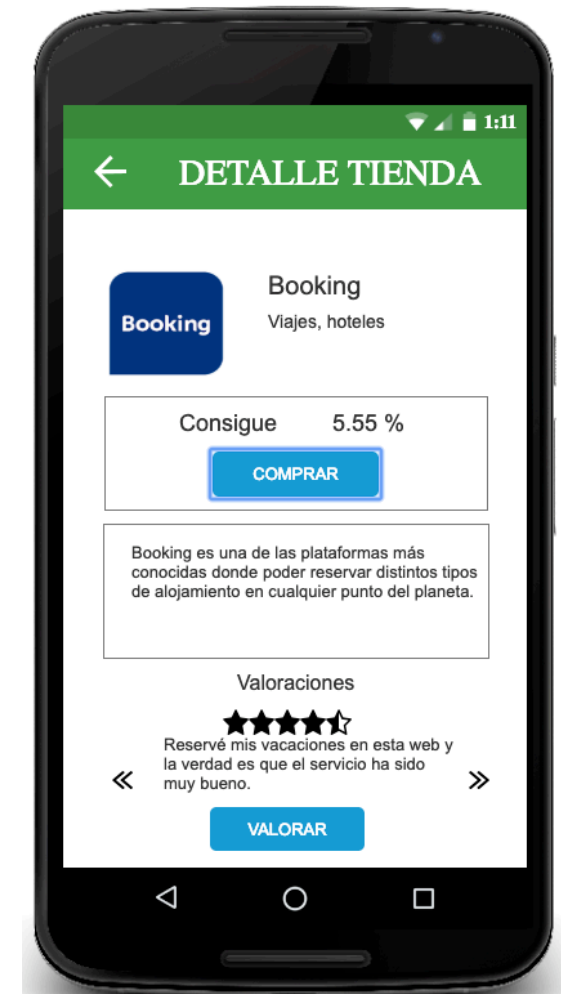 1:11
DETALLE TIENDA
Booking
Booking
Viajes, hoteles
Consigue 5.55 %
COMPRAR
Booking es una de las plataformas más
conocidas donde poder reservar distintos tipos
de alojamiento en cualquier punto del planeta.
Valoraciones
Reservé mis vacaciones en esta web y
la verdad es que el servicio ha sido
muy bueno.
VALORAR